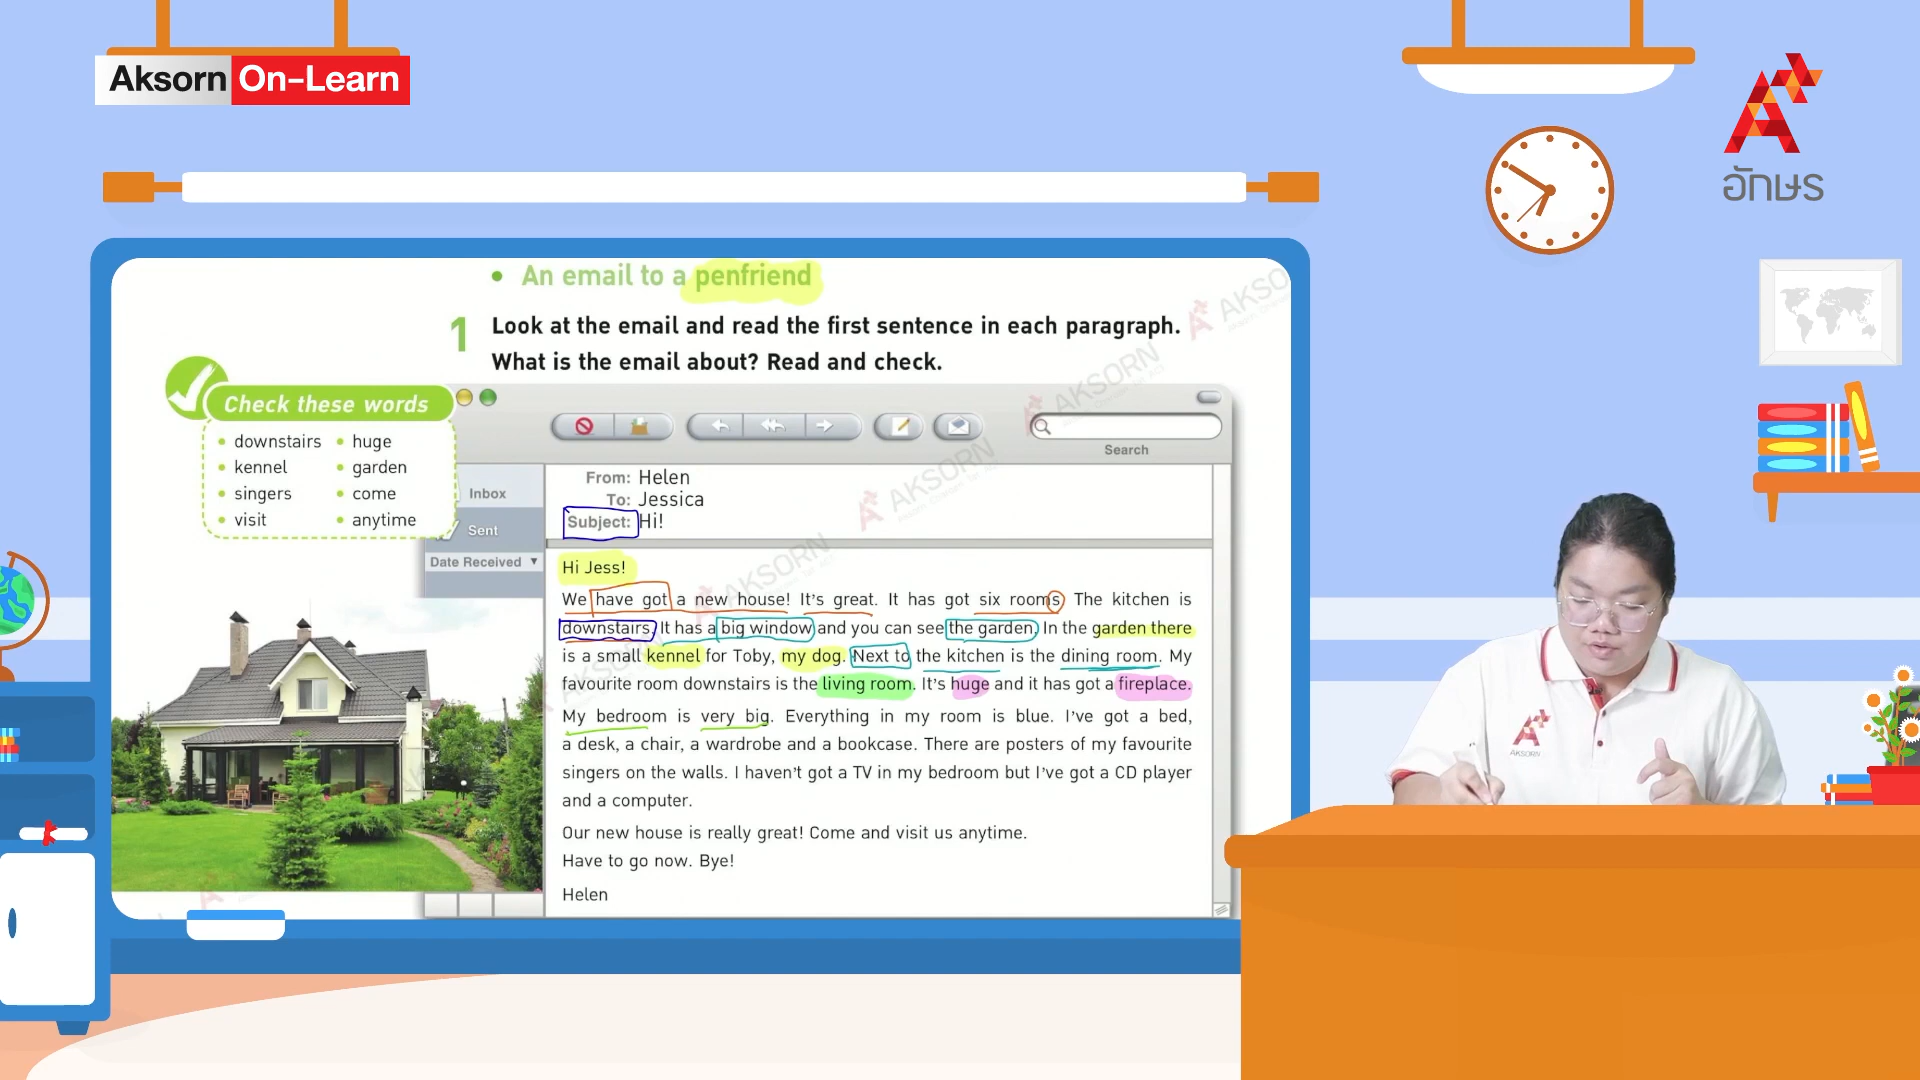 Aksorn On-Learn
อักษร
• An email to a penfriend
1 Look at the email and read the first sentence in each paragraph.
What is the email about? Read and check.
Check these words
• downstairs • huge
• kennel • garden
• singers • come
• visit • anytime
Search
Inbox
Sent
Date Received
From: Helen
To: Jessica
Subject: Hi!
Hi Jess!
We have got a new house! It's great. It has got six rooms. The kitchen is
downstairs. It has a big window and you can see the garden. In the garden there
is a small kennel for Toby, my dog. Next to the kitchen is the dining room. My
favourite room downstairs is the living room. It's huge and it has got a fireplace.
My bedroom is very big. Everything in my room is blue. I've got a bed,
a desk, a chair, a wardrobe and a bookcase. There are posters of my favourite
singers on the walls. I haven't got a TV in my bedroom but I've got a CD player
and a computer.
Our new house is really great! Come and visit us anytime.
Have to go now. Bye!
Helen
AKSORN
AKSORN
AKSORN
AKSORN
AKSORN